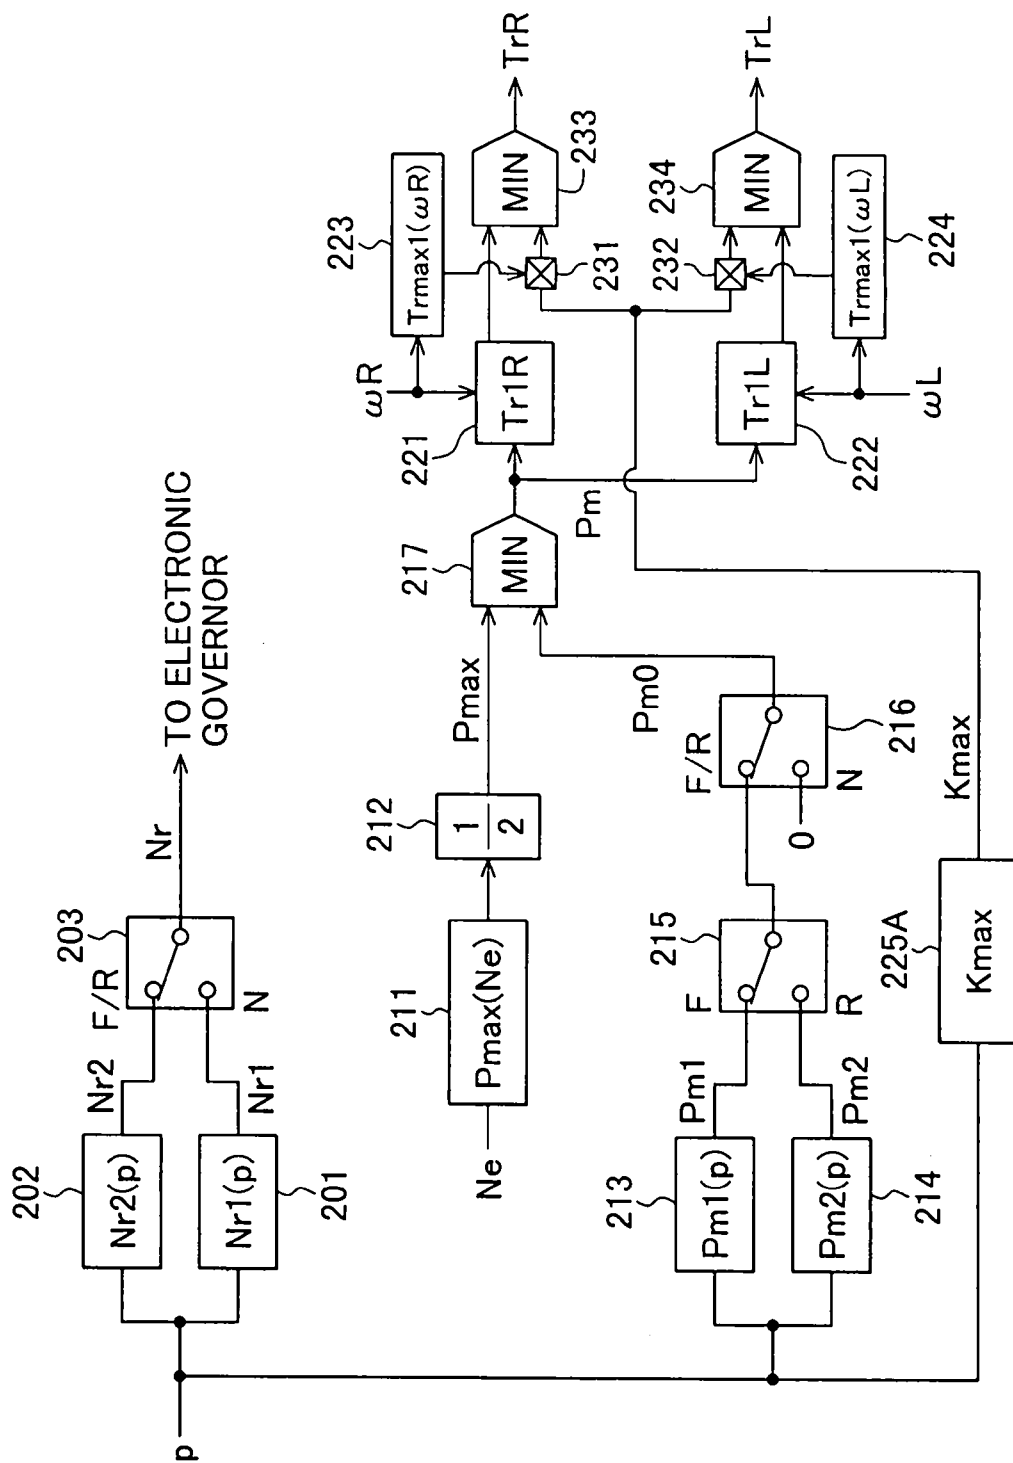 p
202
Nr2(p)
Nr2
Nr1(p)
201
Nr1
F/R
N
203
Nr
TO ELECTRONIC
GOVERNOR
Ne
211
Pmax(Ne)
212
1
2
Pmax
217
MIN
Pm
213
Pm1(p)
Pm1
Pm2(p)
214
Pm2
F
R
215
F/R
N
0
216
Pm0
225A
Kmax
Kmax
ωR
221
Tr1R
223
Trmax1(ωR)
231
MIN
233
TrR
Tr1L
222
ωL
Trmax1(ωL)
224
232
234
MIN
TrL